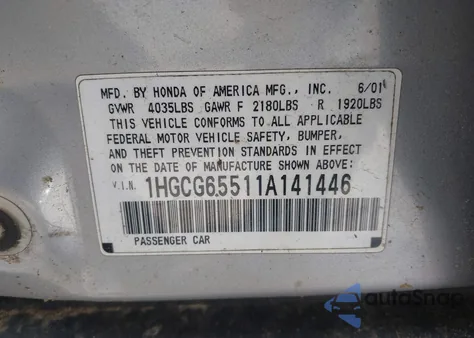 MFD. BY HONDA OF AMERICA MFG., INC. 6/01
GVWR 4035LBS GAWR F 2180LBS R 1920LBS
THIS VEHICLE CONFORMS TO ALL APPLICABLE
FEDERAL MOTOR VEHICLE SAFETY, BUMPER,
AND THEFT PREVENTION STANDARDS IN EFFECT
ON THE DATE OF MANUFACTURE SHOWN ABOVE:
V.I.N. 1HGCG65511A141446
PASSENGER CAR
autoSnap